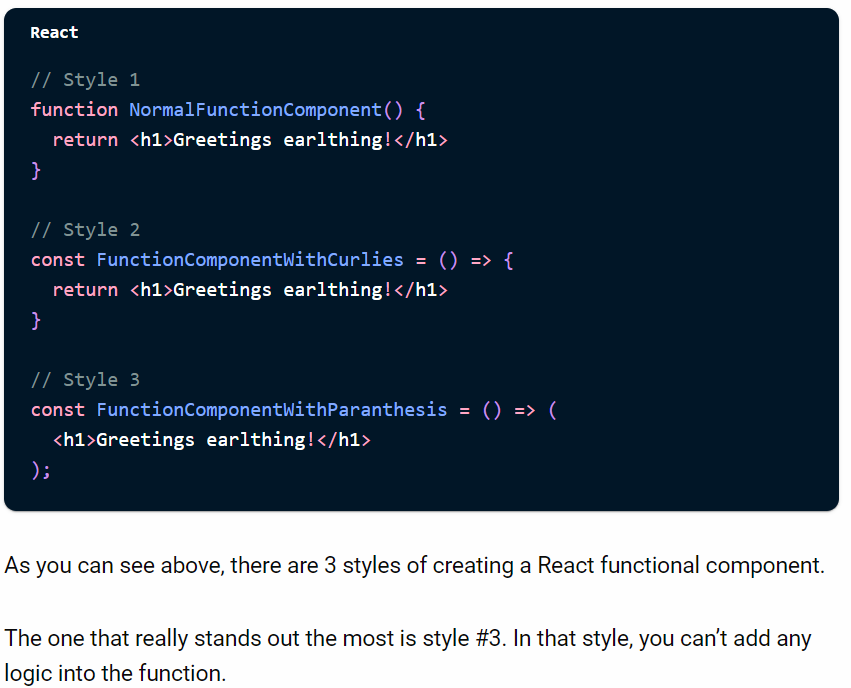 React
// Style 1
function NormalFunctionComponent() {
  return <h1>Greetings earlthing!</h1>
}
// Style 2
const FunctionComponentWithCurlies = () => {
  return <h1>Greetings earlthing!</h1>
}
// Style 3
const FunctionComponentWithParanthesis = () => (
  <h1>Greetings earlthing!</h1>
);
As you can see above, there are 3 styles of creating a React functional component.
The one that really stands out the most is style #3. In that style, you can’t add any
logic into the function.